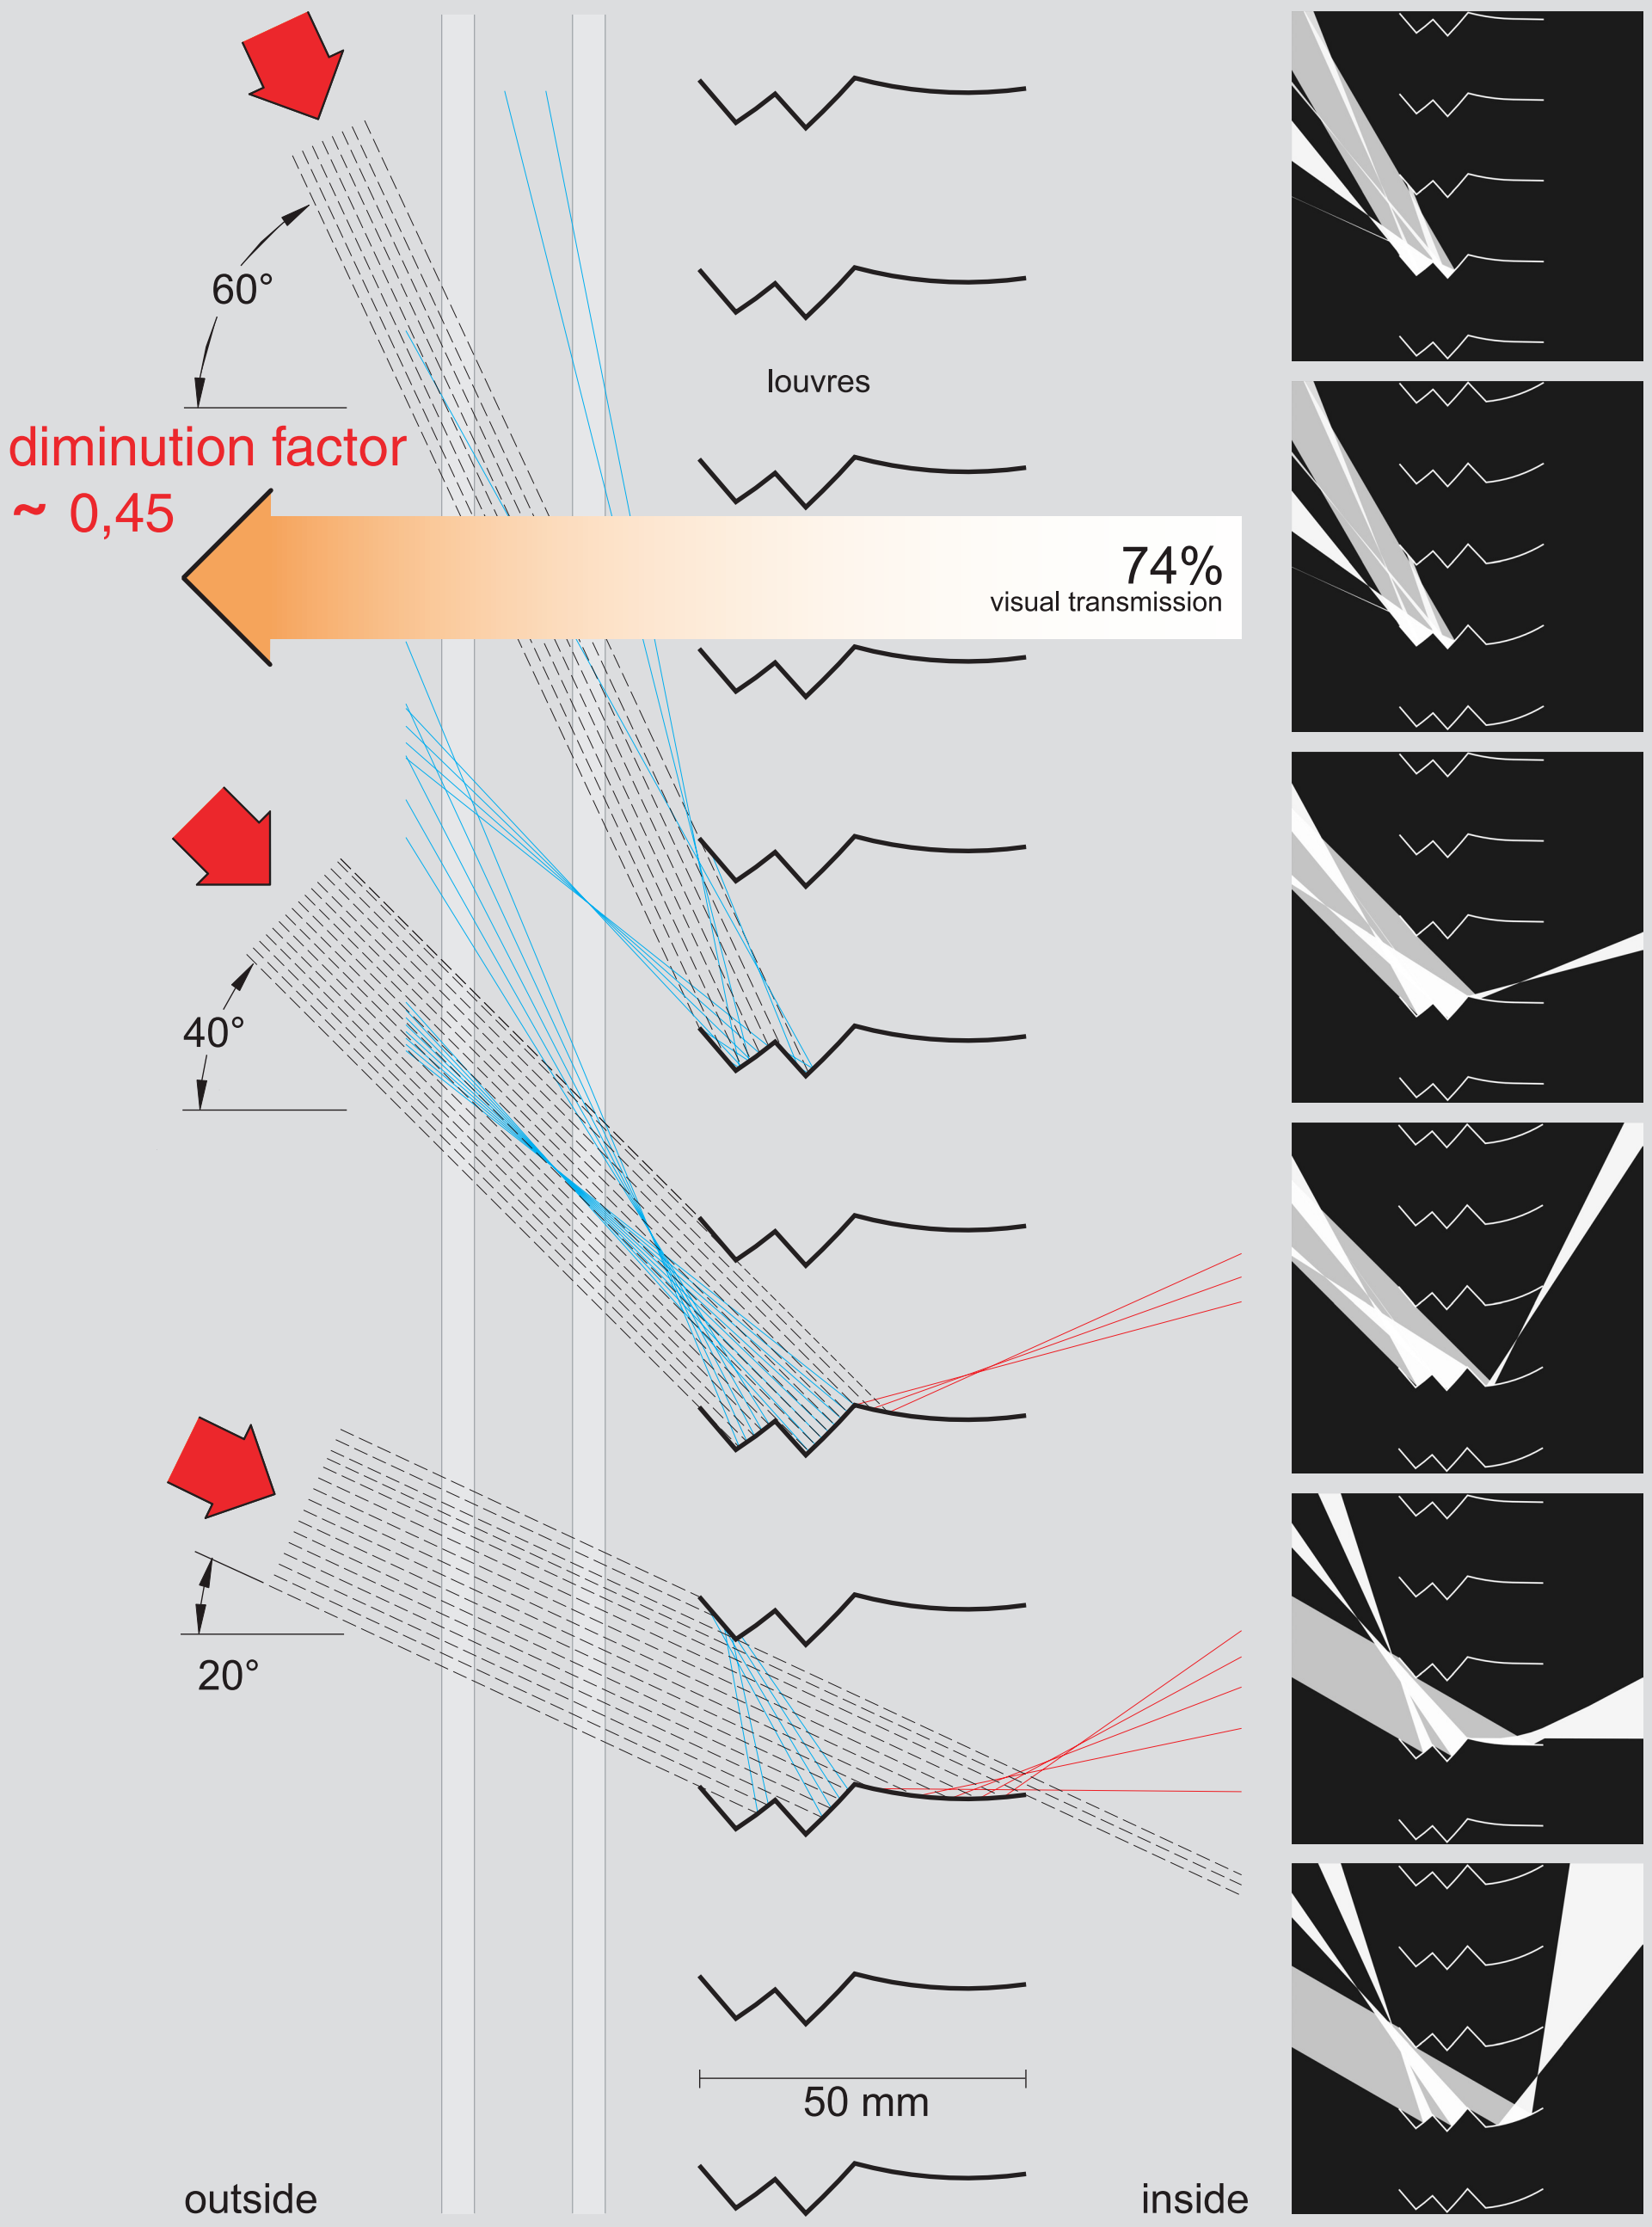 60°
louvres
diminution factor
~ 0,45
74%
visual transmission
40°
20°
50 mm
outside
inside